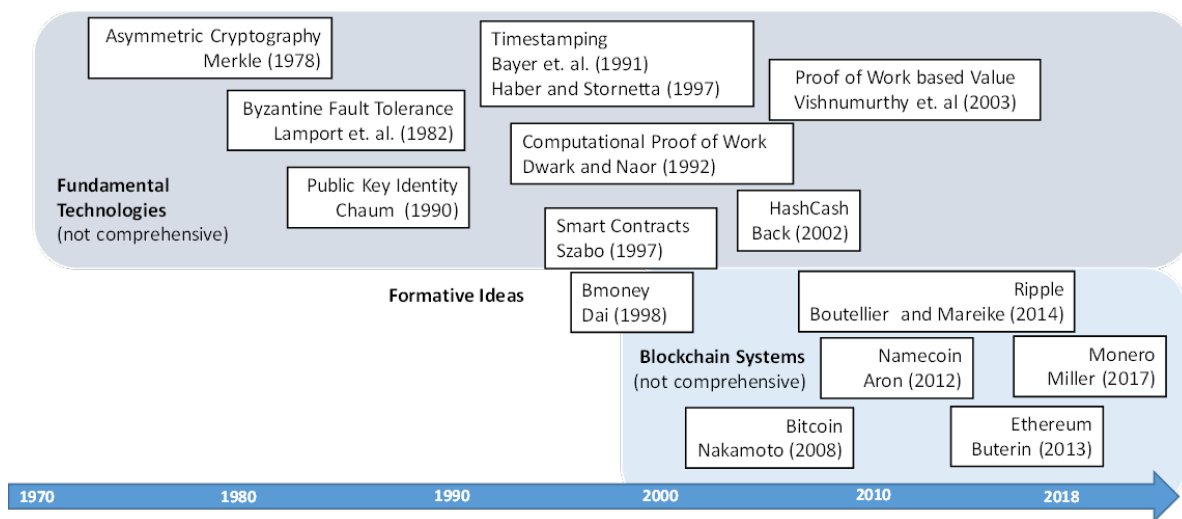 Asymmetric Cryptography
Merkle (1978)
Timestamping
Bayer et. al. (1991)
Haber and Stornetta (1997)
Proof of Work based Value
Vishnumurthy et. al (2003)
Byzantine Fault Tolerance
Lamport et. al. (1982)
Computational Proof of Work
Dwark and Naor (1992)
Fundamental
Technologies
(not comprehensive)
Public Key Identity
Chaum (1990)
HashCash
Back (2002)
Smart Contracts
Szabo (1997)
Formative Ideas
Bmoney
Dai (1998)
Ripple
Boutellier and Mareike (2014)
Blockchain Systems
(not comprehensive)
Namecoin
Aron (2012)
Monero
Miller (2017)
Bitcoin
Nakamoto (2008)
Ethereum
Buterin (2013)
1970 1980 1990 2000 2010 2018